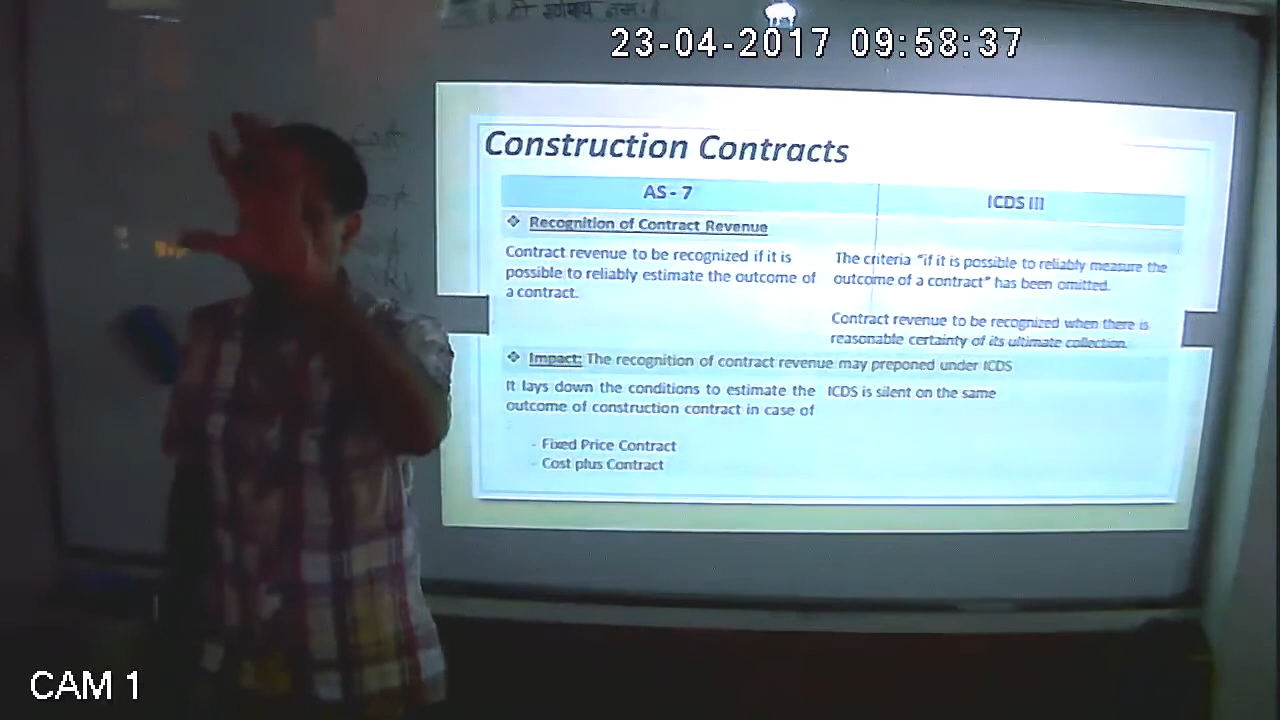 23-04-2017 09:58:37
Construction Contracts
AS - 7
ICDS III
❖ Recognition of Contract Revenue
Contract revenue to be recognized if it is
possible to reliably estimate the outcome of
a contract.
The criteria "if it is possible to reliably measure the
outcome of a contract" has been omitted.
Contract revenue to be recognized when there is
reasonable certainty of its ultimate collection.
❖ Impact: The recognition of contract revenue may preponed under ICDS
It lays down the conditions to estimate the
outcome of construction contract in case of
- Fixed Price Contract
- Cost plus Contract
ICDS is silent on the same
CAM 1